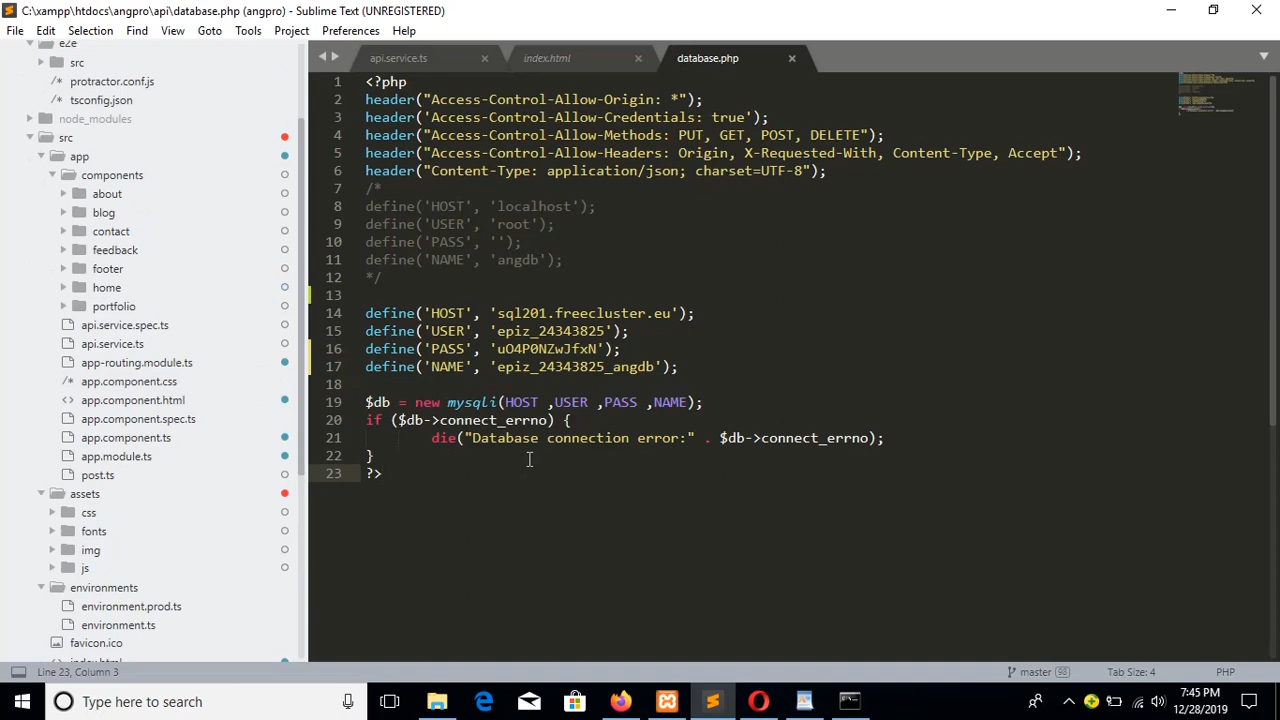 C:\xampp\htdocs\angpro\api\database.php (angpro) - Sublime Text (UNREGISTERED)
File Edit Selection Find View Goto Tools Project Preferences Help
e2e
src
protractor.conf.js
tsconfig.json
node_modules
src
app
components
about
blog
contact
feedback
footer
home
portfolio
api.service.spec.ts
api.service.ts
app-routing.module.ts
app.component.css
app.component.html
app.component.spec.ts
app.component.ts
app.module.ts
post.ts
assets
css
fonts
img
js
environments
environment.prod.ts
environment.ts
favicon.ico
index.html
api.service.ts index.html database.php
1 <?php
2 header("Access-Control-Allow-Origin: *");
3 header('Access-Control-Allow-Credentials: true');
4 header("Access-Control-Allow-Methods: PUT, GET, POST, DELETE");
5 header("Access-Control-Allow-Headers: Origin, X-Requested-With, Content-Type, Accept");
6 header("Content-Type: application/json; charset=UTF-8");
7 /*
8 define('HOST', 'localhost');
9 define('USER', 'root');
10 define('PASS', '');
11 define('NAME', 'angdb');
12 */
13
14 define('HOST', 'sql201.freecluster.eu');
15 define('USER', 'epiz_24343825');
16 define('PASS', 'uO4P0NZwJfxN');
17 define('NAME', 'epiz_24343825_angdb');
18
19 $db = new mysqli(HOST ,USER ,PASS ,NAME);
20 if ($db->connect_errno) {
21 die("Database connection error:" . $db->connect_errno);
22 }
23 ?>
Line 23, Column 3
master 98
Tab Size: 4
PHP
Type here to search
7:45 PM
12/28/2019